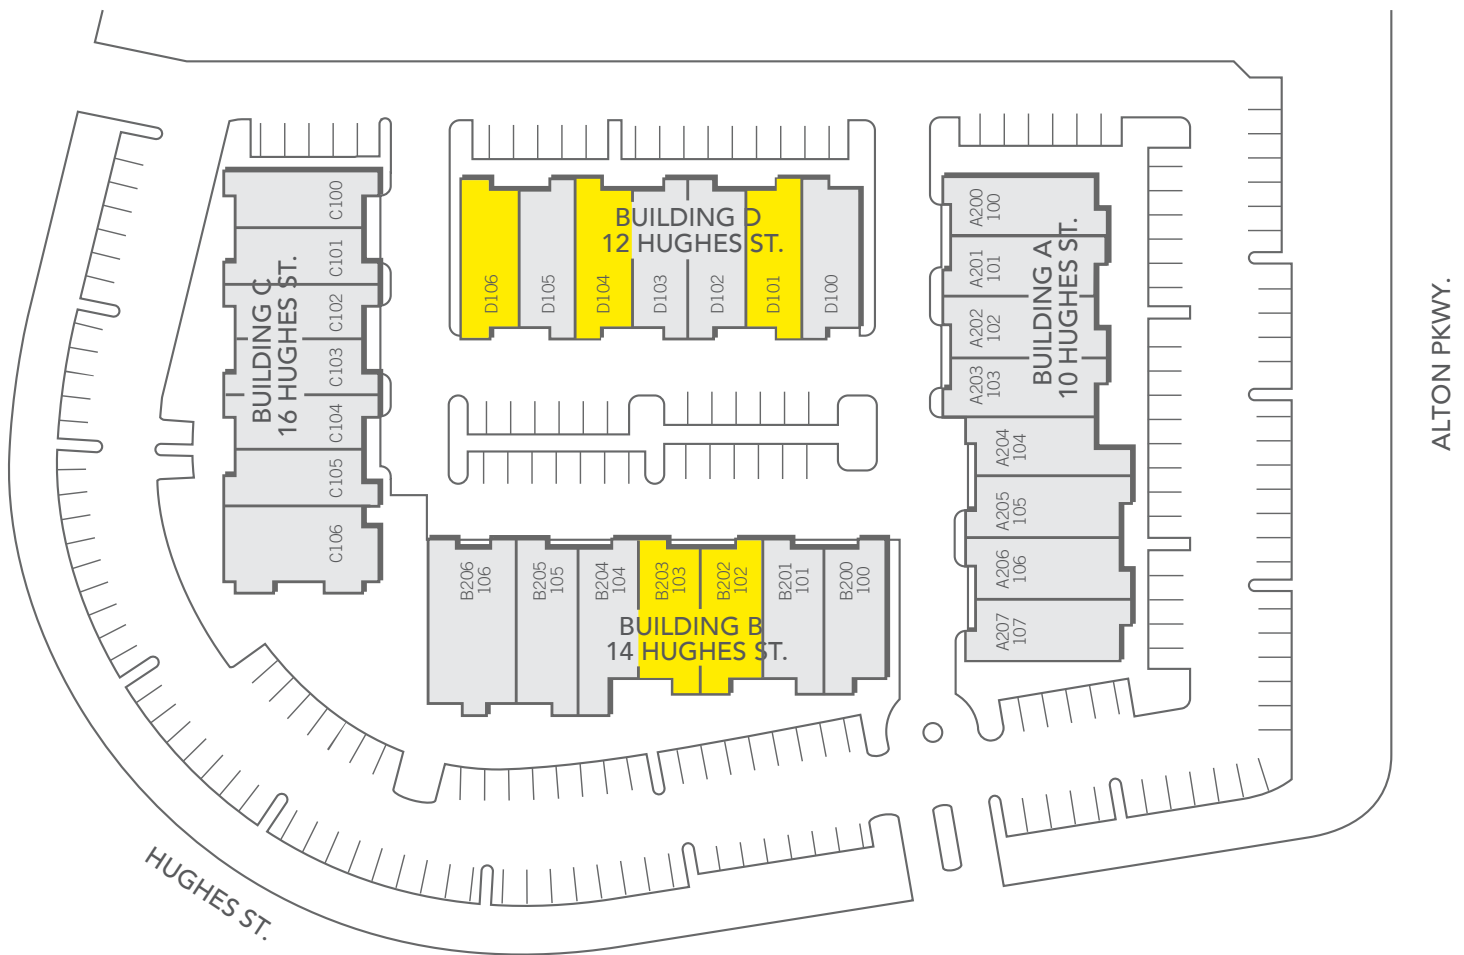 BUILDING C
16 HUGHES ST.
C100
C101
C102
C103
C104
C105
C106
BUILDING D
12 HUGHES ST.
D106
D105
D104
D103
D102
D101
D100
BUILDING A
10 HUGHES ST.
A200
100
A201
101
A202
102
A203
103
A204
104
A205
105
A206
106
A207
107
B206
106
B205
105
B204
104
B203
103
B202
102
B201
101
B200
100
BUILDING B
14 HUGHES ST.
ALTON PKWY.
HUGHES ST.